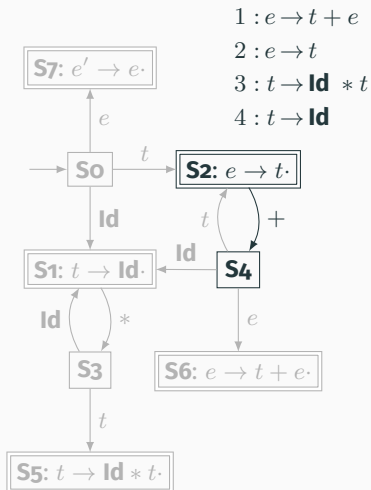 1 : e → t + e
2 : e → t
3 : t → Id * t
4 : t → Id
S7: e′ → e·
e
S0
t
S2: e → t·
Id
t
+
S1: t → Id·
Id
S4
Id
*
e
S3
S6: e → t + e·
t
S5: t → Id * t·